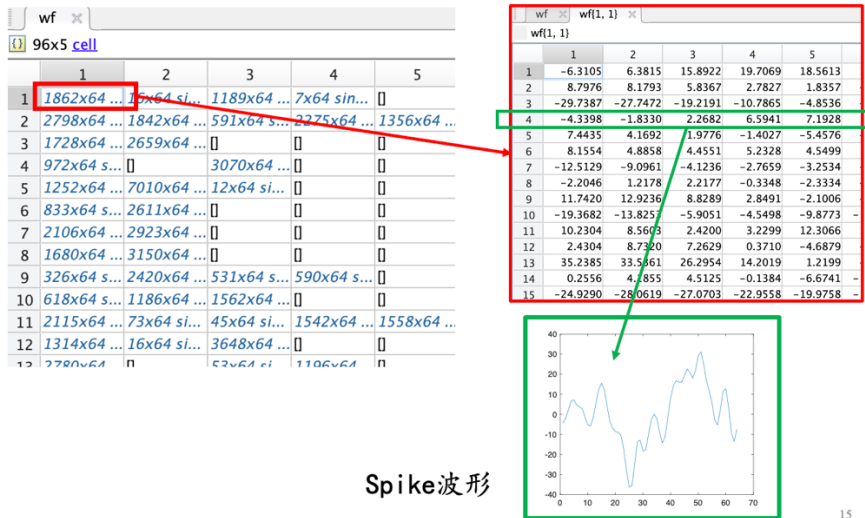 wf
96x5 cell
1 2 3 4 5
1 1862x64 ... 16x64 si... 1189x64 ... 7x64 sin... []
2 2798x64 ... 1842x64 ... 591x64 s... 2275x64 ... 1356x64 ...
3 1728x64 ... 2659x64 ... [] [] []
4 972x64 s... [] 3070x64 ... [] []
5 1252x64 ... 7010x64 ... 12x64 si... [] []
6 833x64 s... 2611x64 ... [] [] []
7 2106x64 ... 2923x64 ... [] [] []
8 1680x64 ... 3150x64 ... [] [] []
9 326x64 s... 2420x64 ... 531x64 s... 590x64 s... []
10 618x64 s... 1186x64 ... 1562x64 ... [] []
11 2115x64 ... 73x64 si... 45x64 si... 1542x64 ... 1558x64 ...
12 1314x64 ... 16x64 si... 3648x64 ... [] []
13 2780x64 [] 53x64 si 1196x64 []
wf wf{1, 1}
wf{1, 1}
1 2 3 4 5
1 -6.3105 6.3815 15.8922 19.7069 18.5613
2 8.7976 8.1793 5.8367 2.7827 1.8357
3 -29.7387 -27.7472 -19.2191 -10.7865 -4.8536
4 -4.3398 -1.8330 2.2682 6.5941 7.1928
5 7.4435 4.1692 1.9776 -1.4027 -5.4576
6 8.1554 4.8858 4.4551 5.2328 4.5499
7 -12.5129 -9.0961 -4.1236 -2.7659 -3.2534
8 -2.2046 1.2178 2.2177 -0.3348 -2.3334
9 11.7420 12.9236 8.8289 2.8491 -2.1006
10 -19.3682 -13.8253 -5.9051 -4.5498 -9.8773
11 10.2304 8.5603 2.4200 3.2299 12.3066
12 2.4304 8.7320 7.2629 0.3710 -4.6879
13 35.2385 33.5361 26.2954 14.2019 1.2199
14 0.2556 4.1855 4.5125 -0.1384 -6.6741
15 -24.9290 -28.0619 -27.0703 -22.9558 -19.9758
40
30
20
10
0
-10
-20
-30
-40
0 10 20 30 40 50 60 70
Spike波形
15